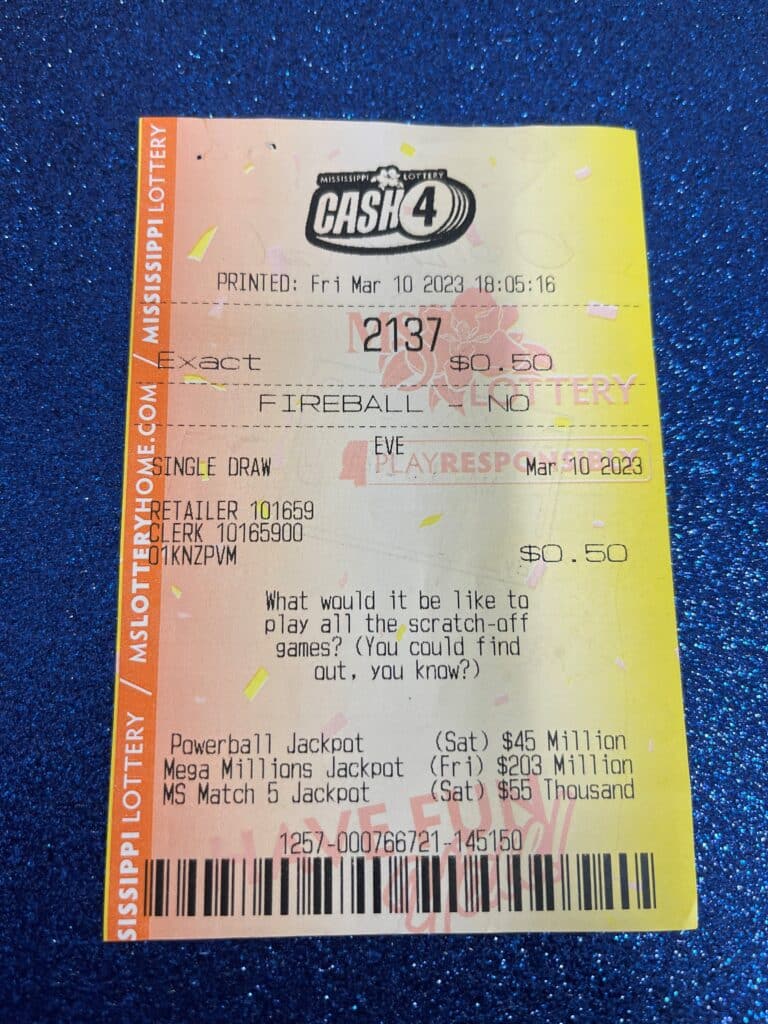 MISSISSIPPI LOTTERY
CASH 4
PRINTED: Fri Mar 10 2023 18:05:16
2137
Exact $0.50
FIREBALL - NO
EVE
SINGLE DRAW Mar 10 2023
RETAILER 101659
CLERK 10165900
01KNZPVM $0.50
What would it be like to
play all the scratch-off
games? (You could find
out, you know?)
Powerball Jackpot (Sat) $45 Million
Mega Millions Jackpot (Fri) $203 Million
MS Match 5 Jackpot (Sat) $55 Thousand
1257-000766721-145150
SISSIPPI LOTTERY / MSLOTTERYHOME.COM / MISSISSIPPI LOTTERY
MS
LOTTERY
PLAY RESPONSIBLY
HAVE FUN